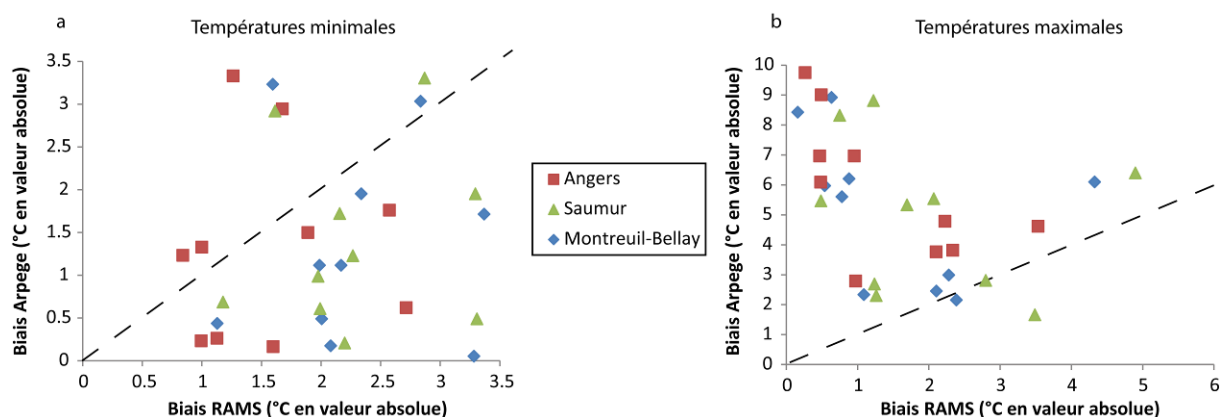 a
Températures minimales
Biais Arpege (°C en valeur absolue)
3.5
3
2.5
2
1.5
1
0.5
0
0 0.5 1 1.5 2 2.5 3 3.5
Biais RAMS (°C en valeur absolue)
Angers
Saumur
Montreuil-Bellay
b
Températures maximales
Biais Arpege (°C en valeur absolue)
10
9
8
7
6
5
4
3
2
1
0
0 1 2 3 4 5 6
Biais RAMS (°C en valeur absolue)